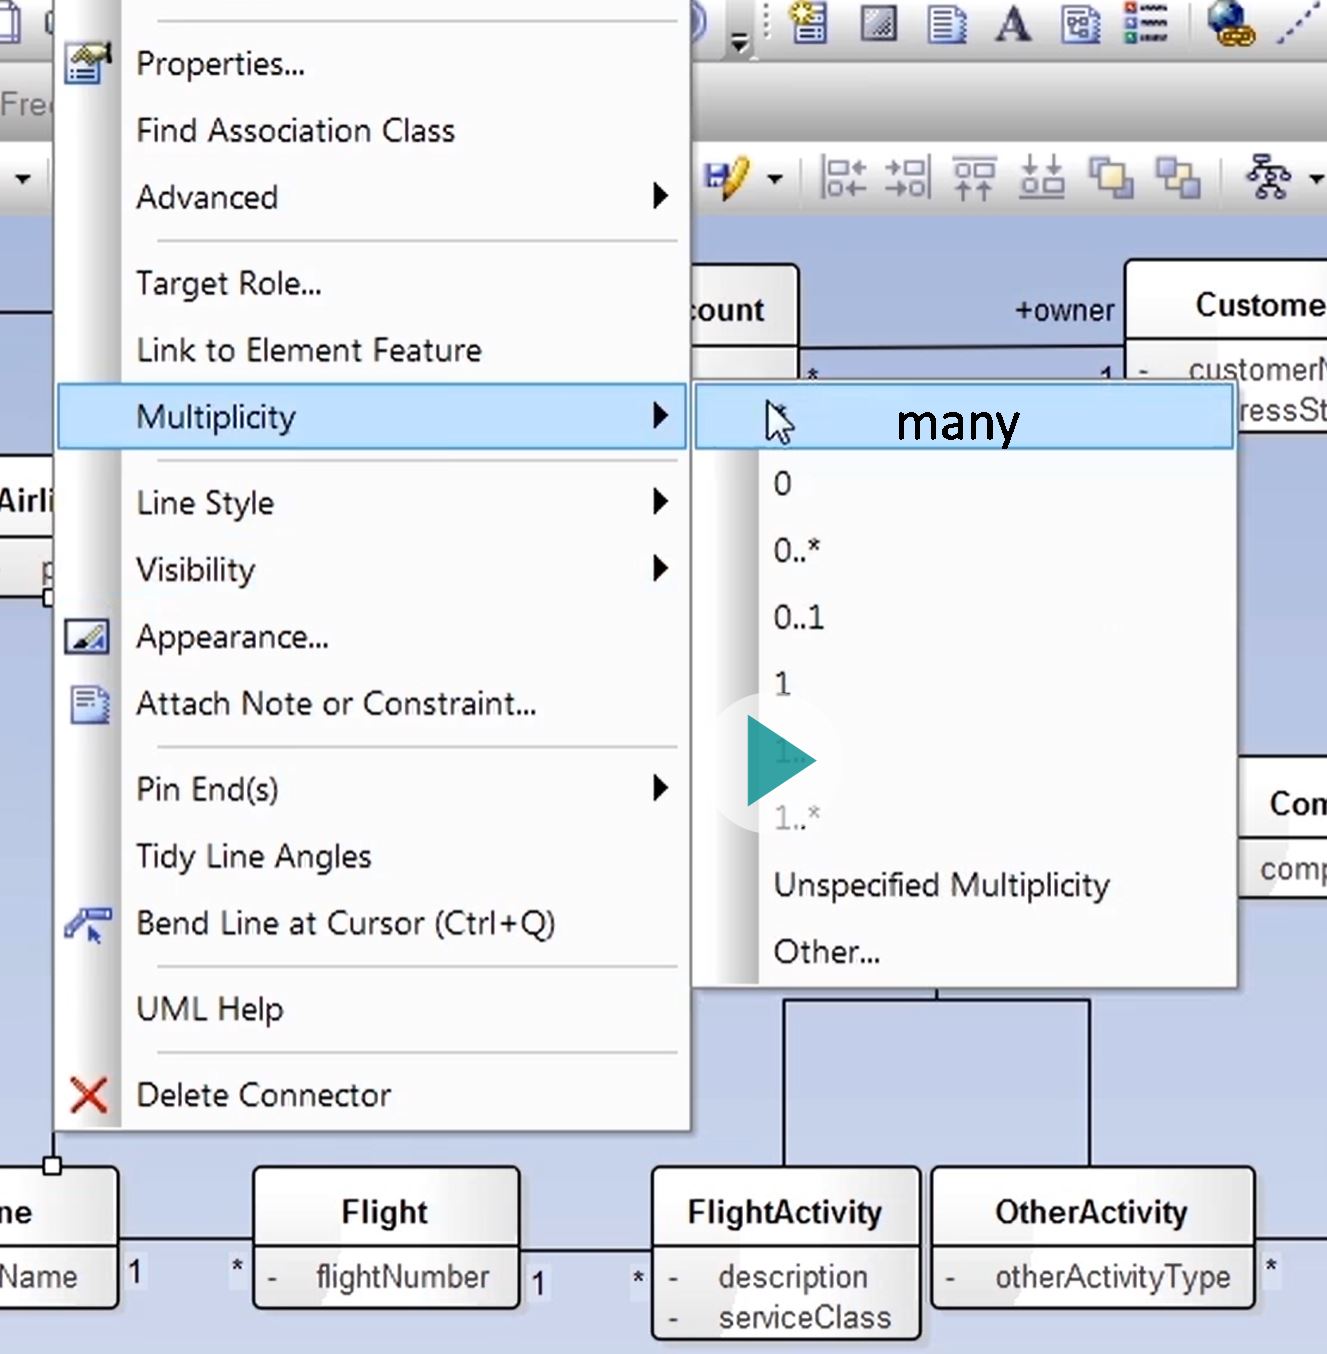 Properties...
Free
Find Association Class
Advanced
Target Role...
Link to Element Feature
Multiplicity
Line Style
Visibility
Appearance...
Attach Note or Constraint...
Pin End(s)
Tidy Line Angles
Bend Line at Cursor (Ctrl+Q)
UML Help
Delete Connector
many
0
0..*
0..1
1
1..
1..*
Unspecified Multiplicity
Other...
count
+owner
* 1
Custome
- customerN
ressSt
Airli
p
Com
comp
ne
Name
1 *
Flight
- flightNumber
1 *
FlightActivity
- description
- serviceClass
OtherActivity
- otherActivityType
*